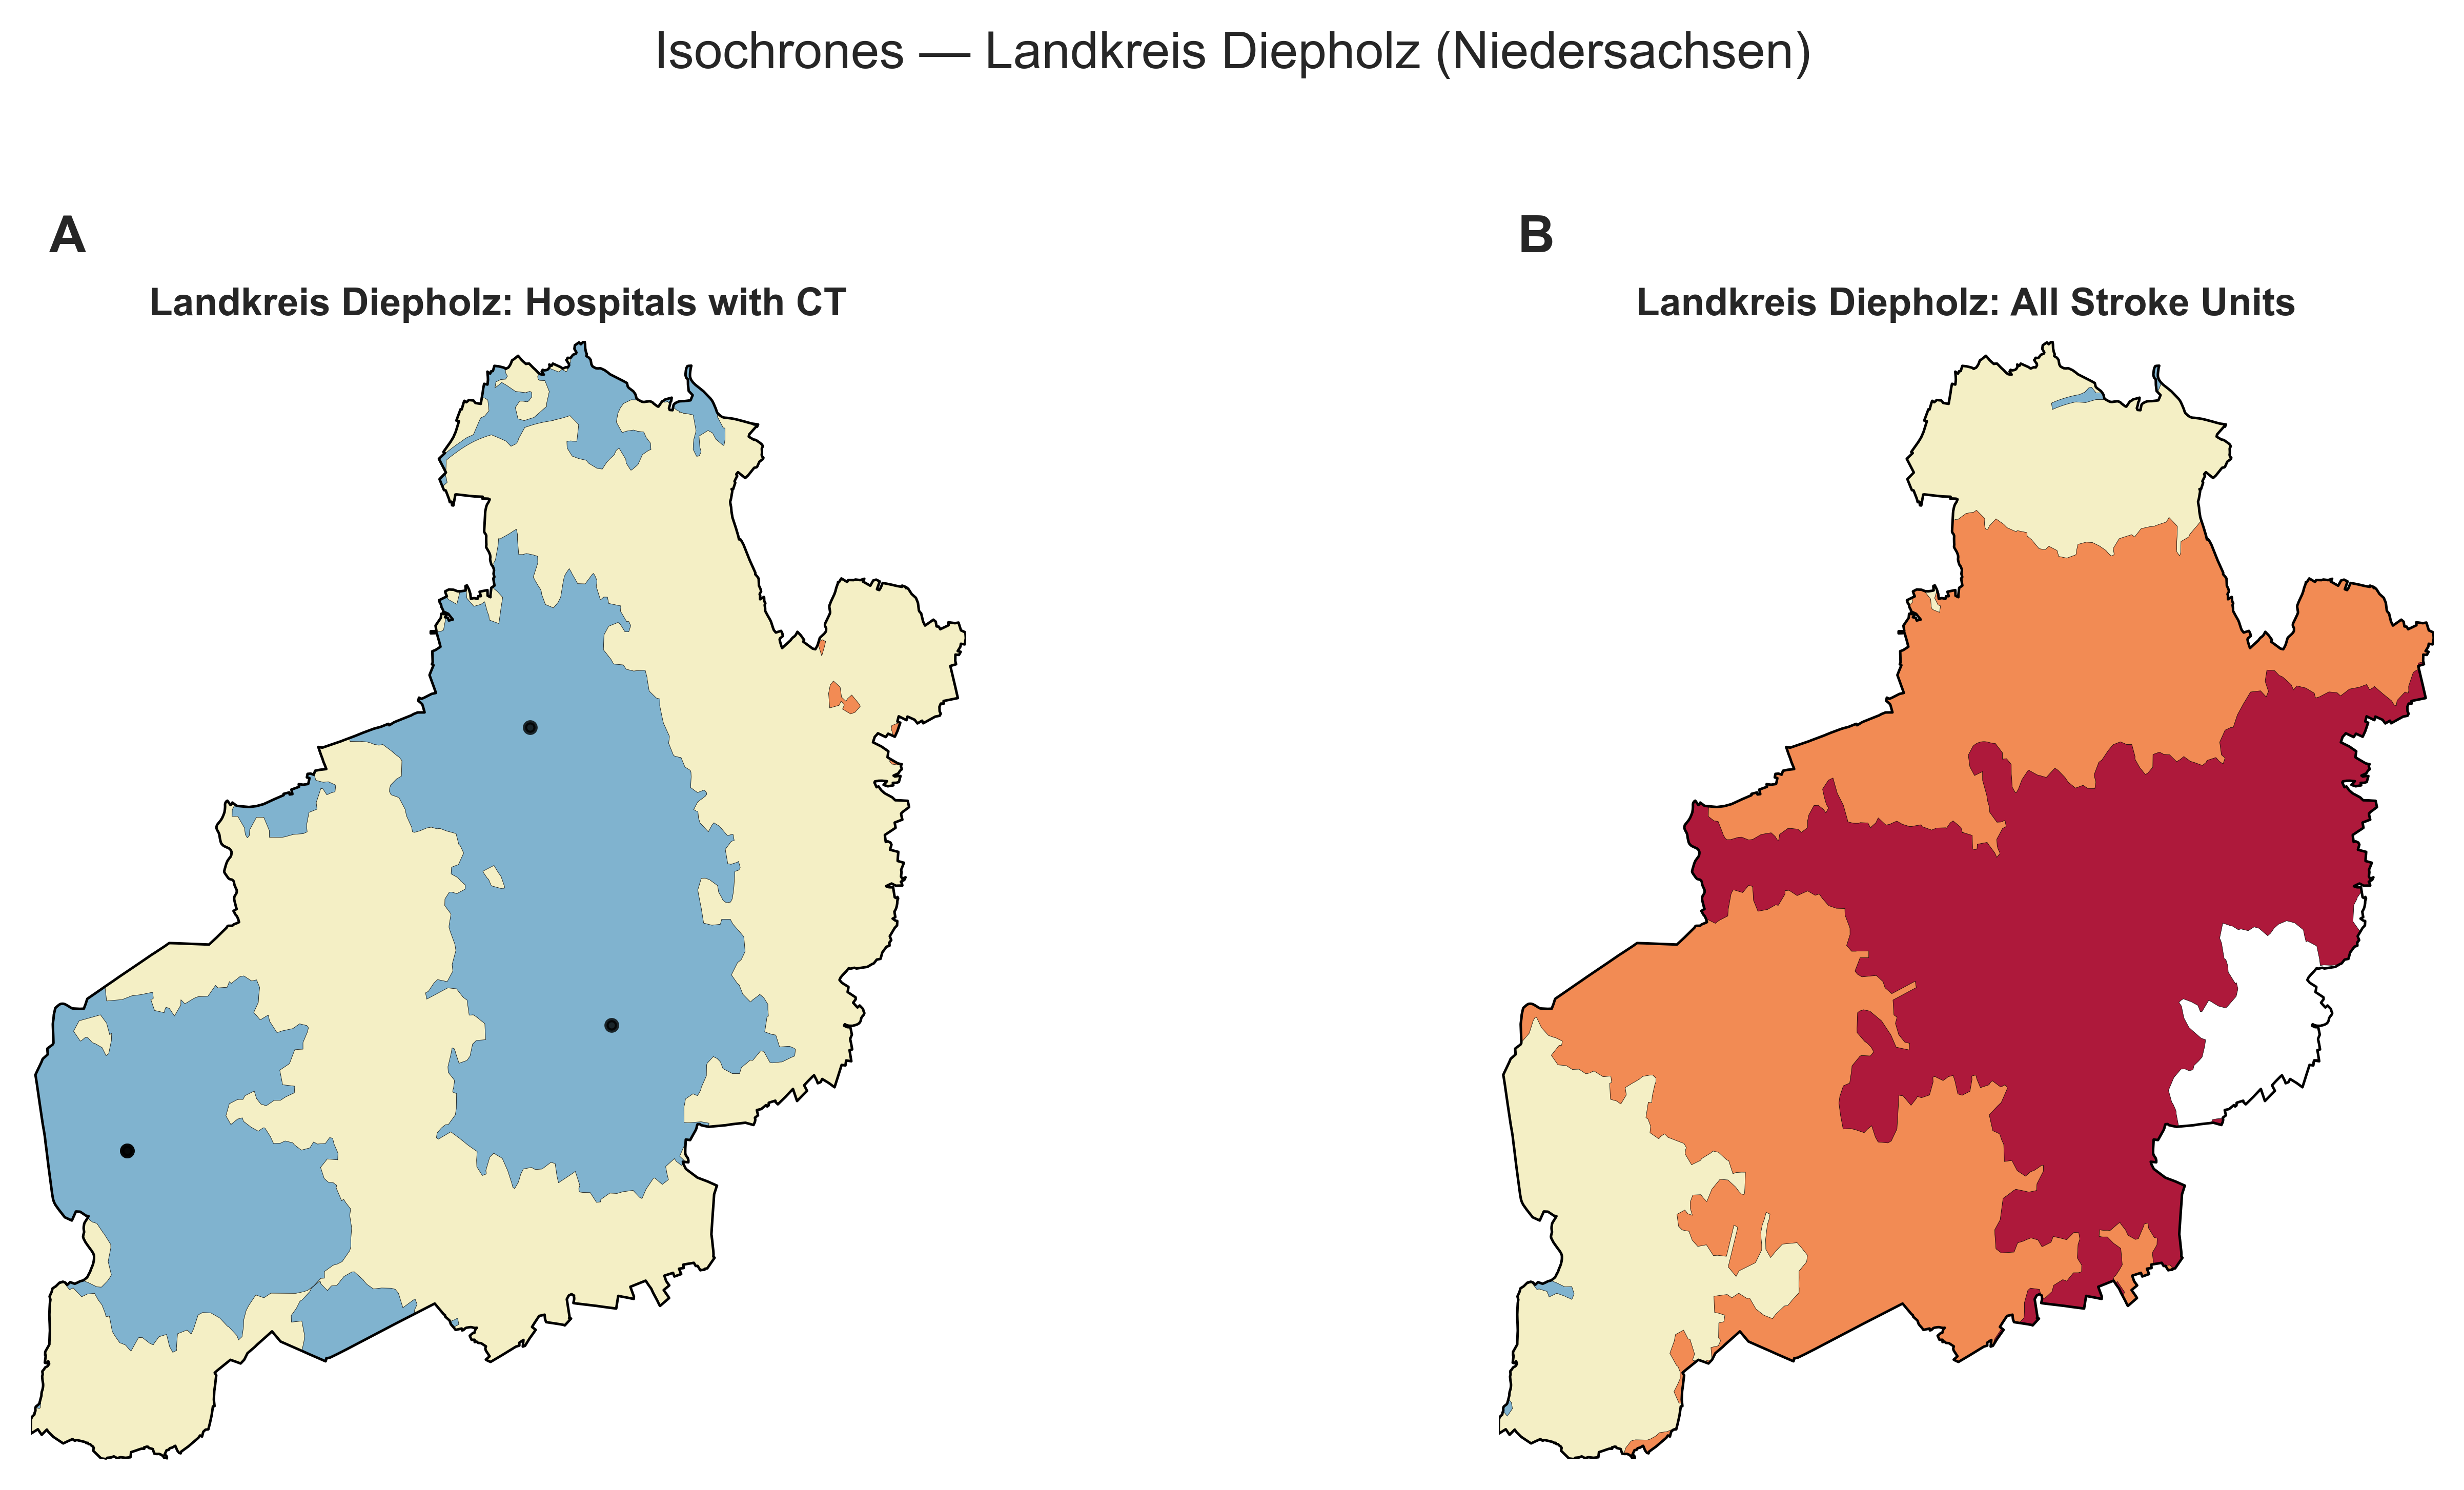 Isochrones — Landkreis Diepholz (Niedersachsen)
A
Landkreis Diepholz: Hospitals with CT
B
Landkreis Diepholz: All Stroke Units